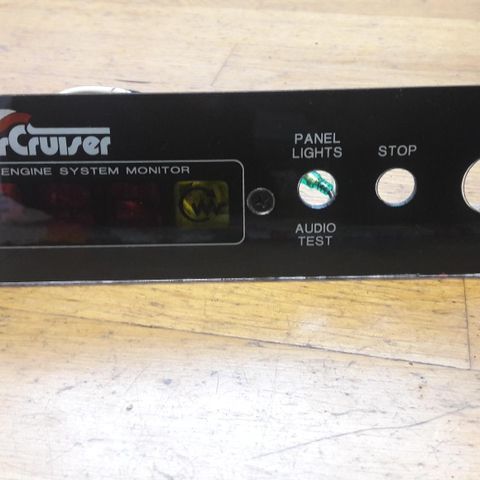 rCruiser
ENGINE SYSTEM MONITOR
PANEL
LIGHTS
STOP
AUDIO
TEST